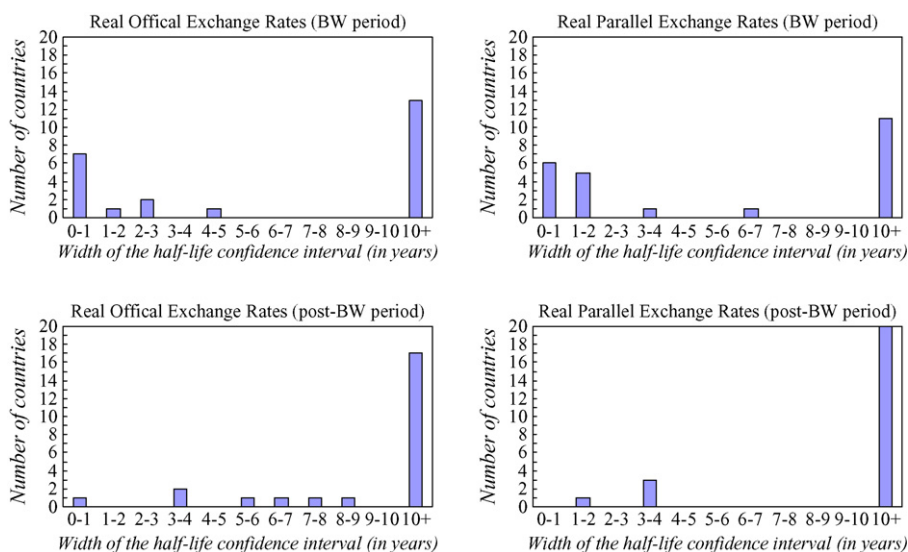 Real Offical Exchange Rates (BW period)
Number of countries
20
18
16
14
12
10
8
6
4
2
0
0-1 1-2 2-3 3-4 4-5 5-6 6-7 7-8 8-9 9-10 10+
Width of the half-life confidence interval (in years)
Real Parallel Exchange Rates (BW period)
Number of countries
20
18
16
14
12
10
8
6
4
2
0
0-1 1-2 2-3 3-4 4-5 5-6 6-7 7-8 8-9 9-10 10+
Width of the half-life confidence interval (in years)
Real Offical Exchange Rates (post-BW period)
Number of countries
20
18
16
14
12
10
8
6
4
2
0
0-1 1-2 2-3 3-4 4-5 5-6 6-7 7-8 8-9 9-10 10+
Width of the half-life confidence interval (in years)
Real Parallel Exchange Rates (post-BW period)
Number of countries
20
18
16
14
12
10
8
6
4
2
0
0-1 1-2 2-3 3-4 4-5 5-6 6-7 7-8 8-9 9-10 10+
Width of the half-life confidence interval (in years)